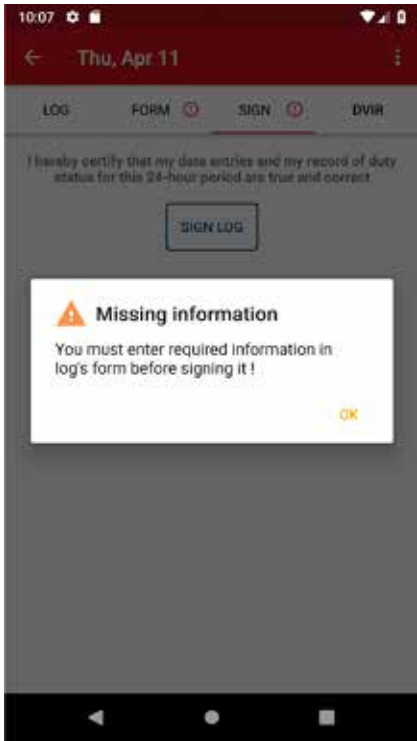 10:07
Thu, Apr 11
LOG FORM SIGN DVIR
I hereby certify that my data entries and my record of duty
status for this 24-hour period are true and correct
SIGN LOG
Missing information
You must enter required information in
log's form before signing it !
OK